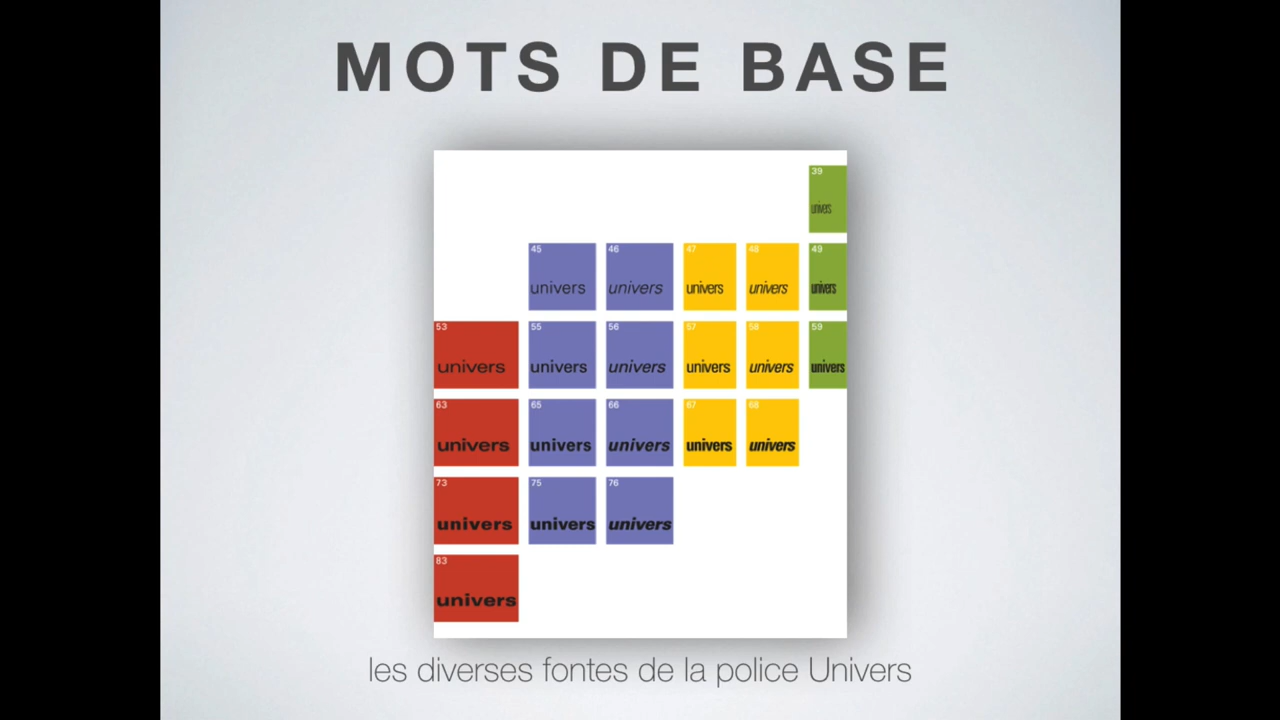 MOTS DE BASE
39
univers
45 46 47 48 49
univers univers univers univers univers
53 55 56 57 58 59
univers univers univers univers univers univers
63 65 66 67 68
univers univers univers univers univers
73 75 76
univers univers univers
83
univers
les diverses fontes de la police Univers